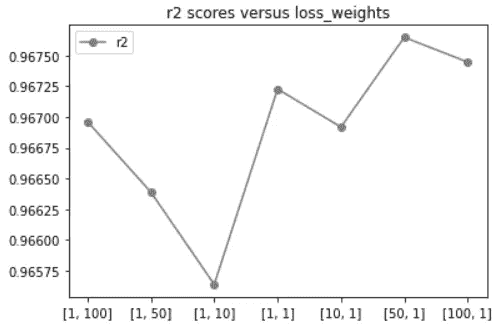 r2 scores versus loss_weights
r2
0.96750
0.96725
0.96700
0.96675
0.96650
0.96625
0.96600
0.96575
[1, 100] [1, 50] [1, 10] [1, 1] [10, 1] [50, 1] [100, 1]